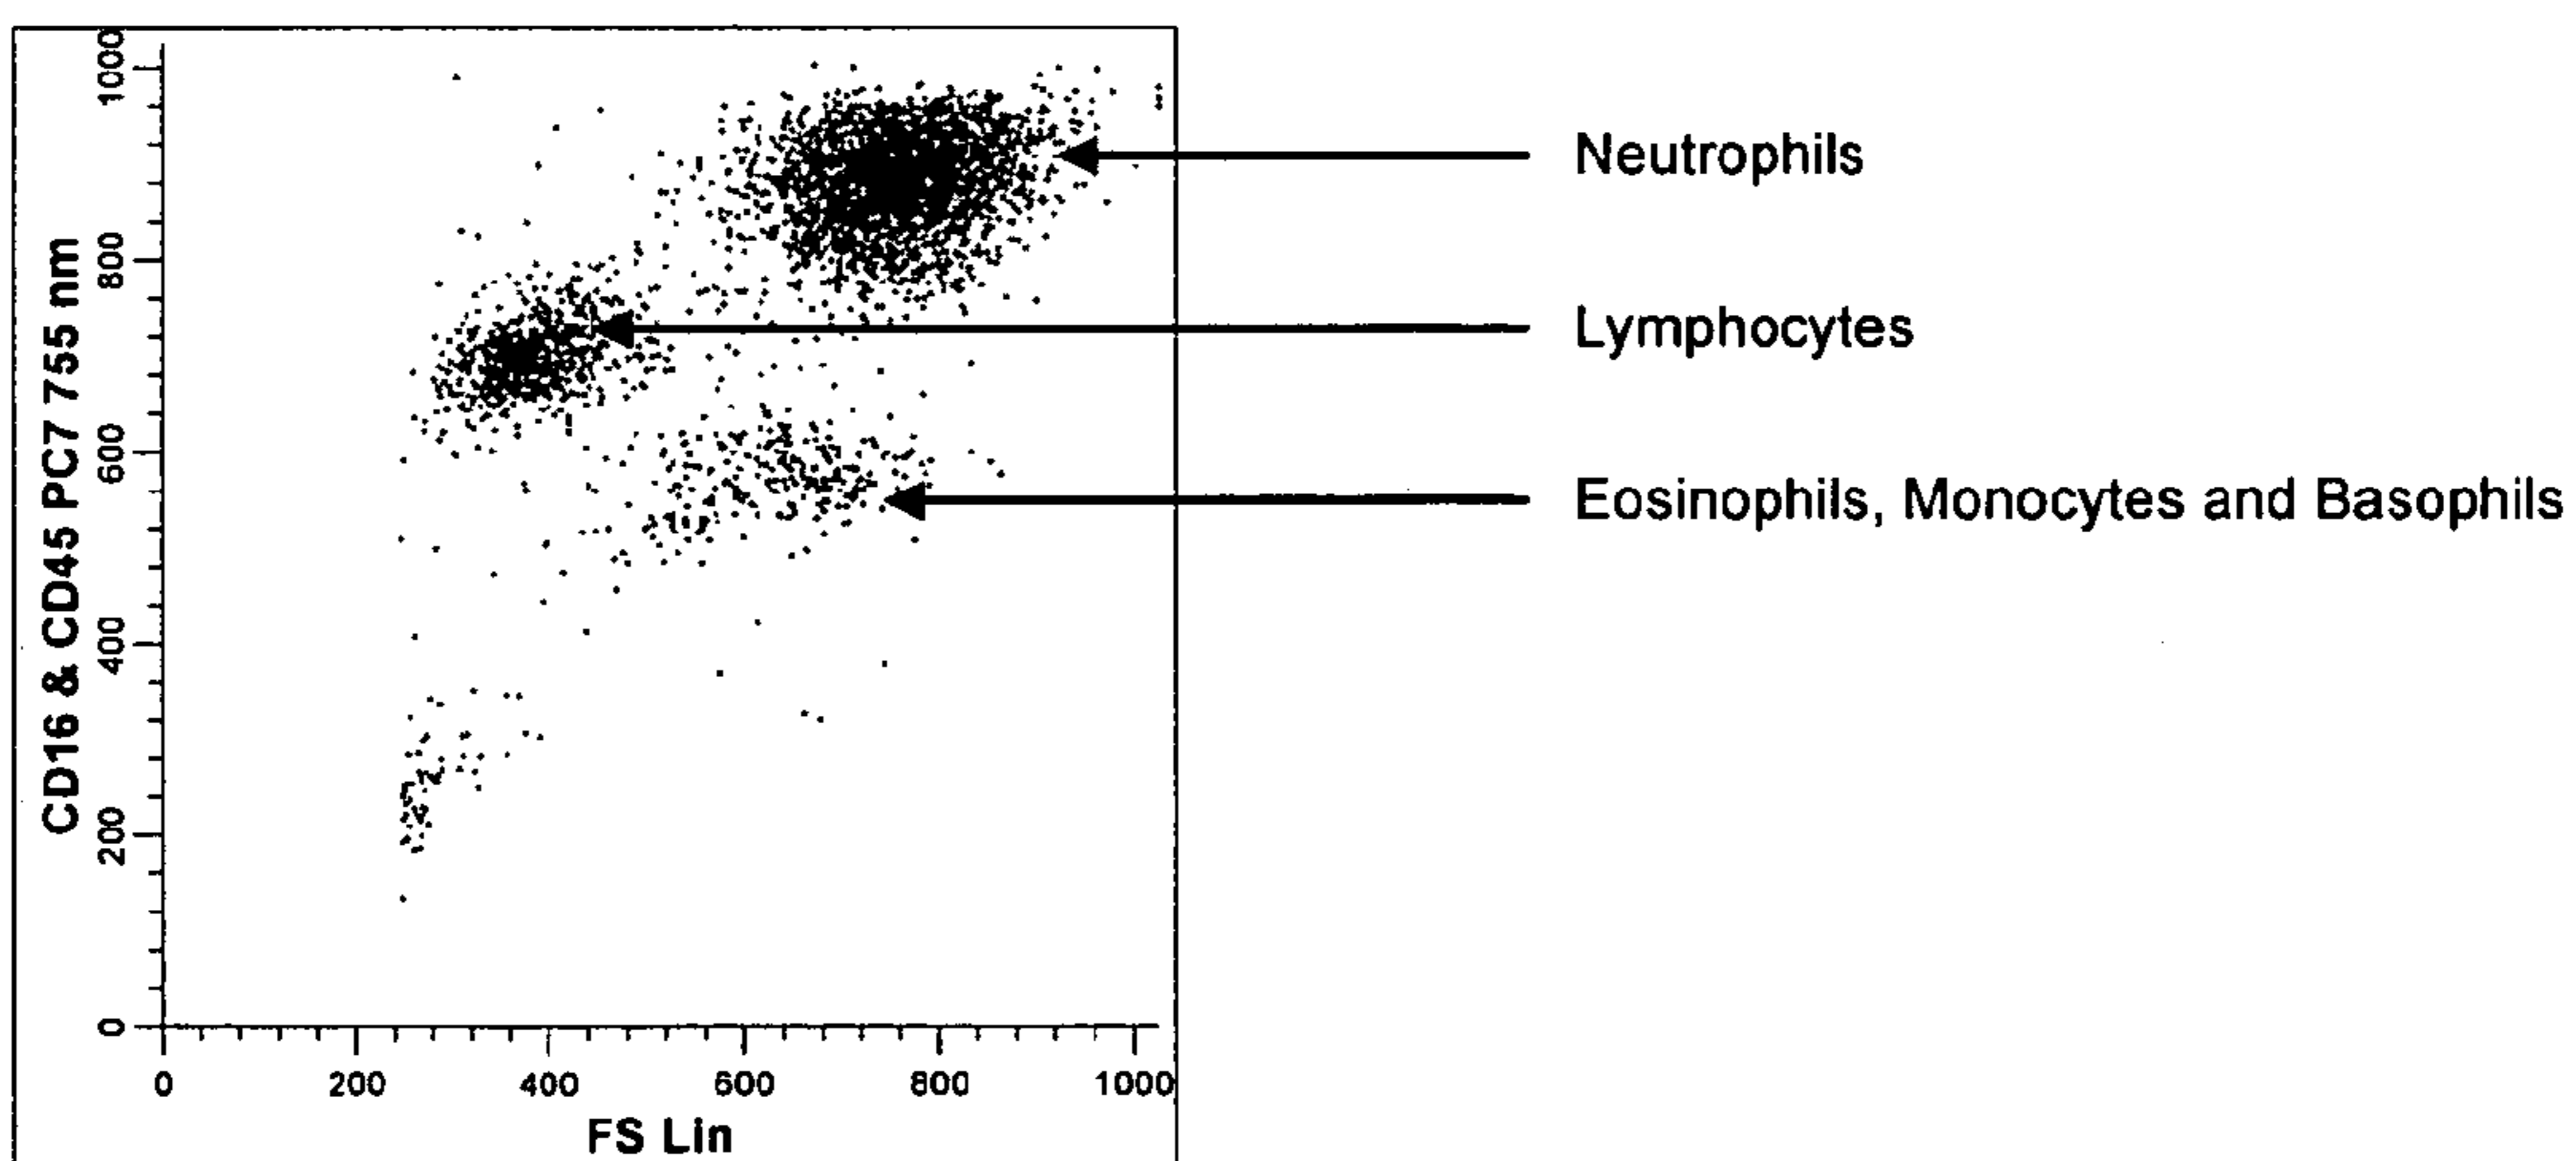 CD16 & CD45 PC7 755 nm
1000
800
600
400
200
0
0 200 400 600 800 1000
FS Lin
Neutrophils
Lymphocytes
Eosinophils, Monocytes and Basophils